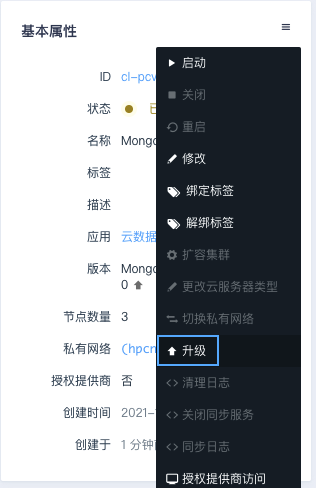 基本属性
ID cl-pcv
状态
名称 Mongo
标签
描述
应用 云数据
版本 Mongo
0
节点数量 3
私有网络 (hpcn
授权提供商 否
创建时间 2021-
创建于 1 分钟
启动
关闭
重启
修改
绑定标签
解绑标签
扩容集群
更改云服务器类型
切换私有网络
升级
清理日志
关闭同步服务
同步日志
授权提供商访问